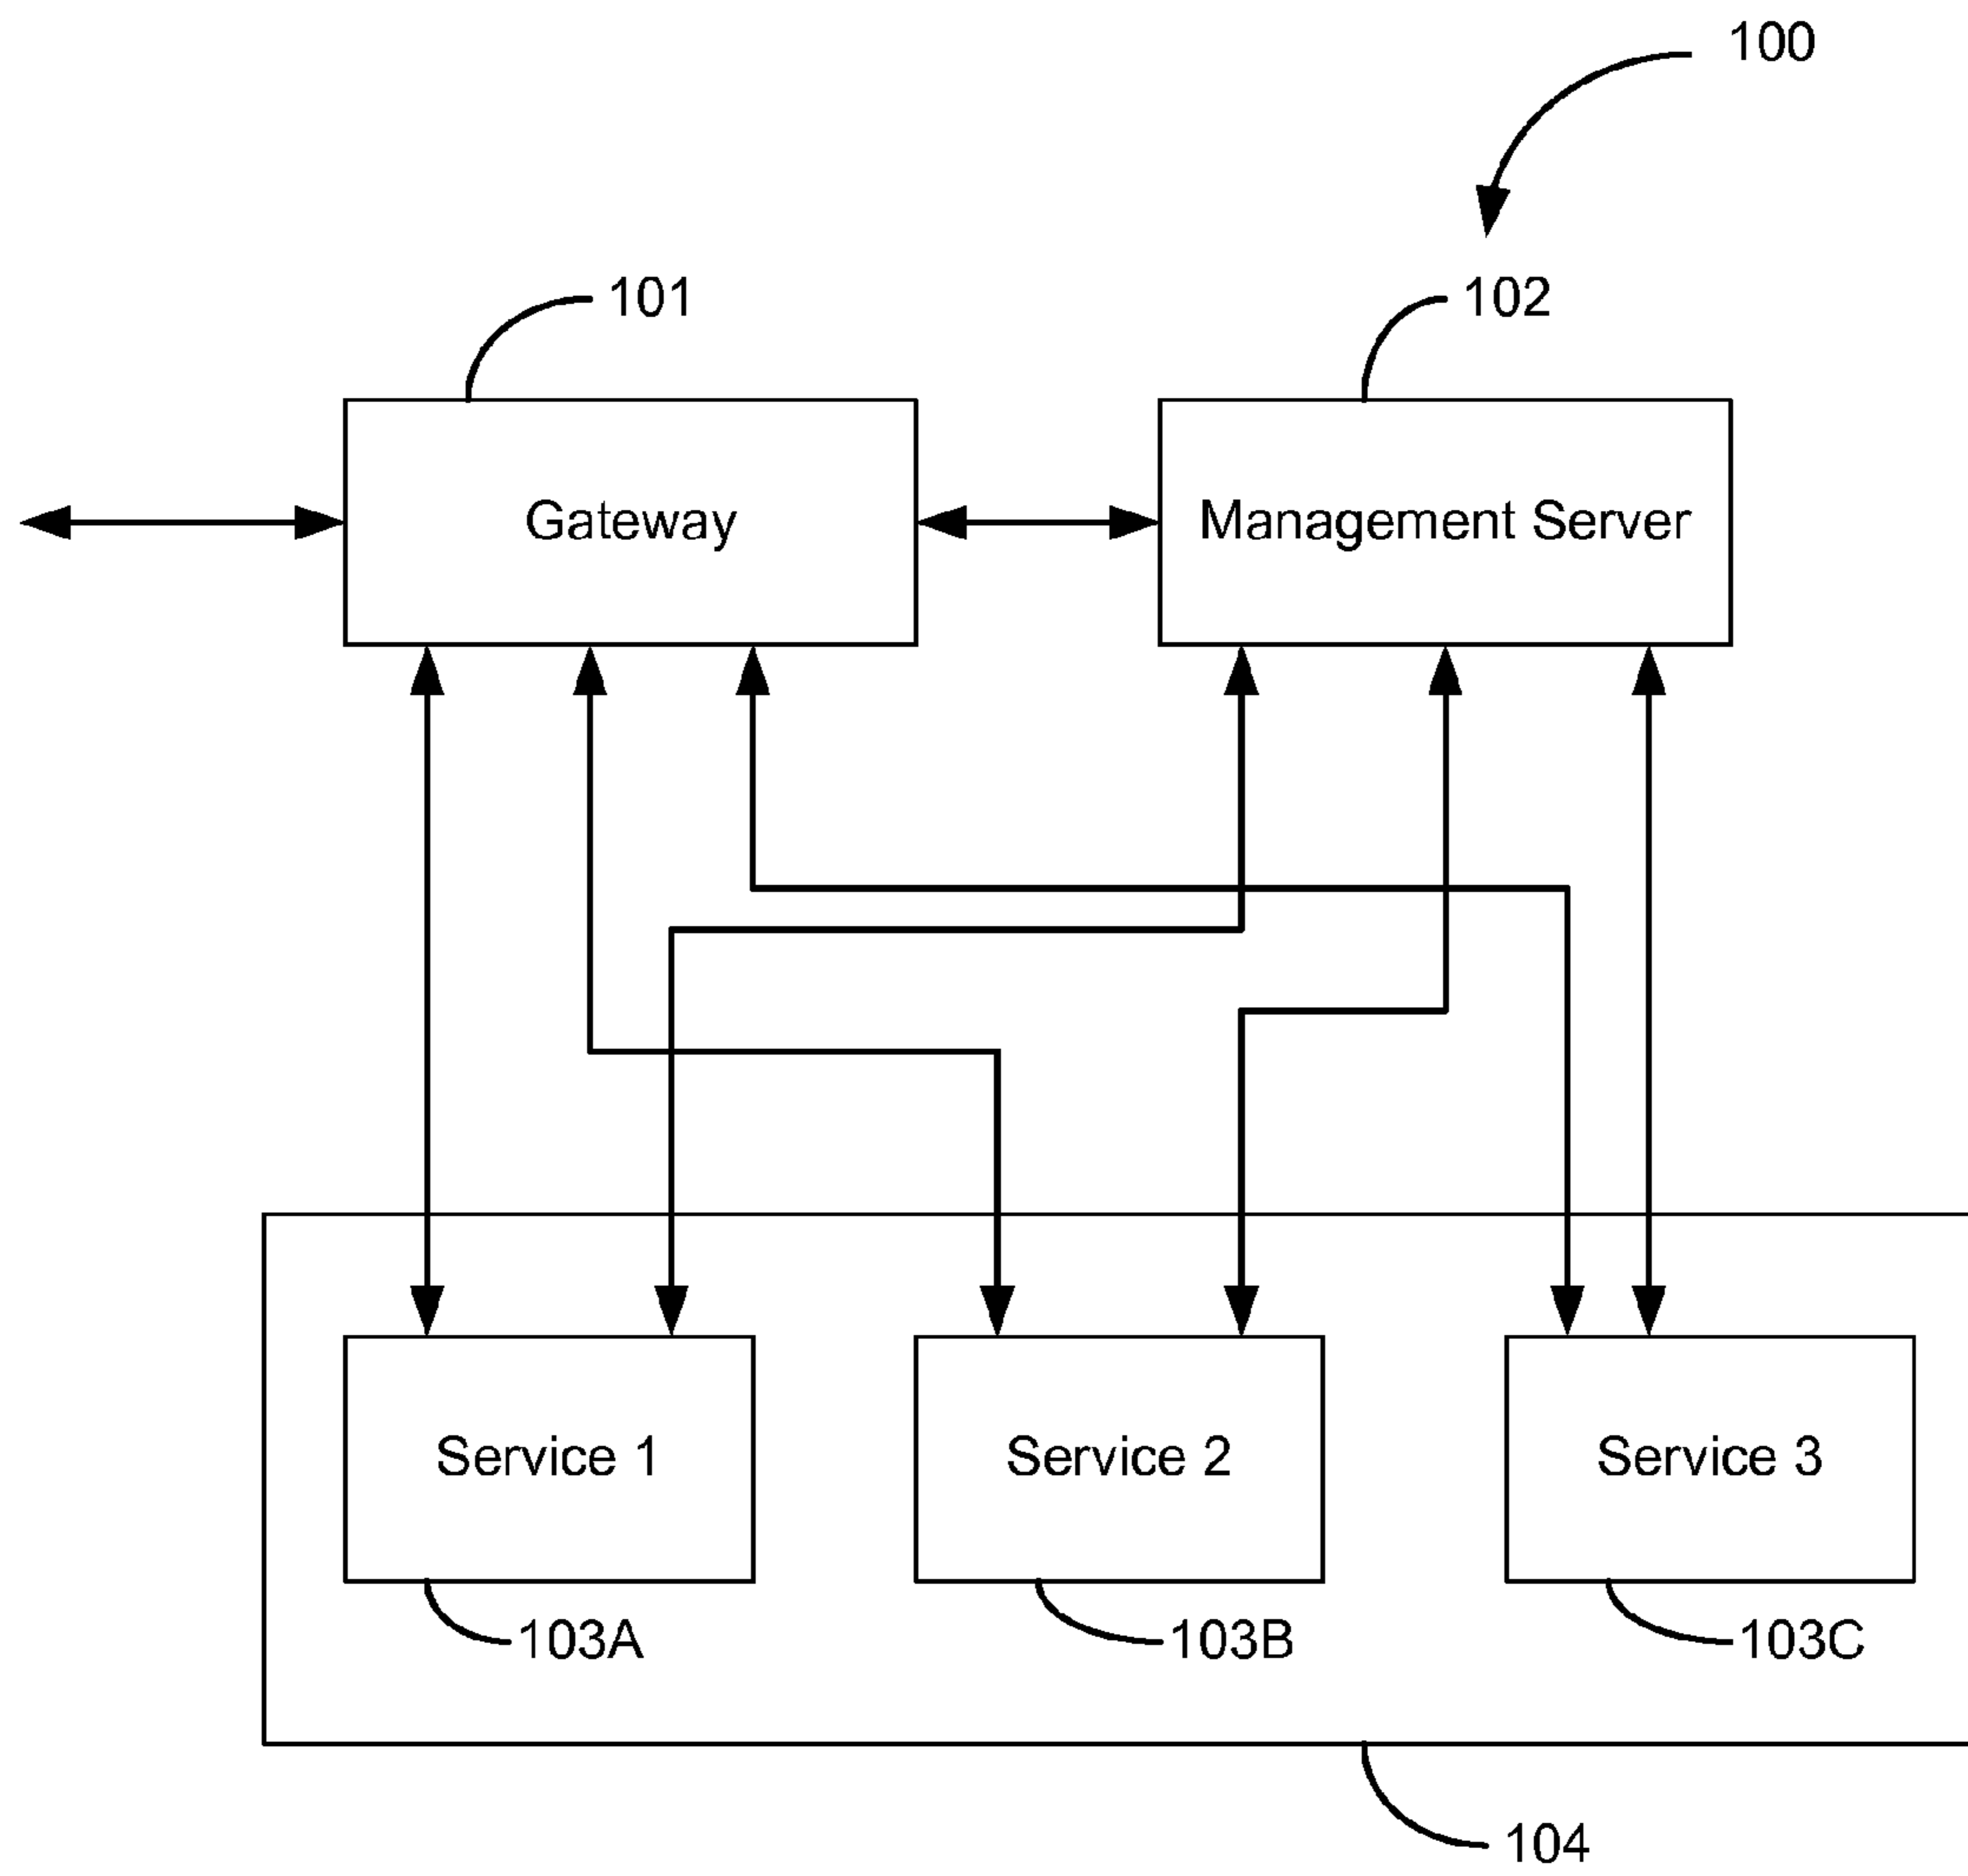 100
101
102
Gateway
Management Server
Service 1
Service 2
Service 3
103A
103B
103C
104